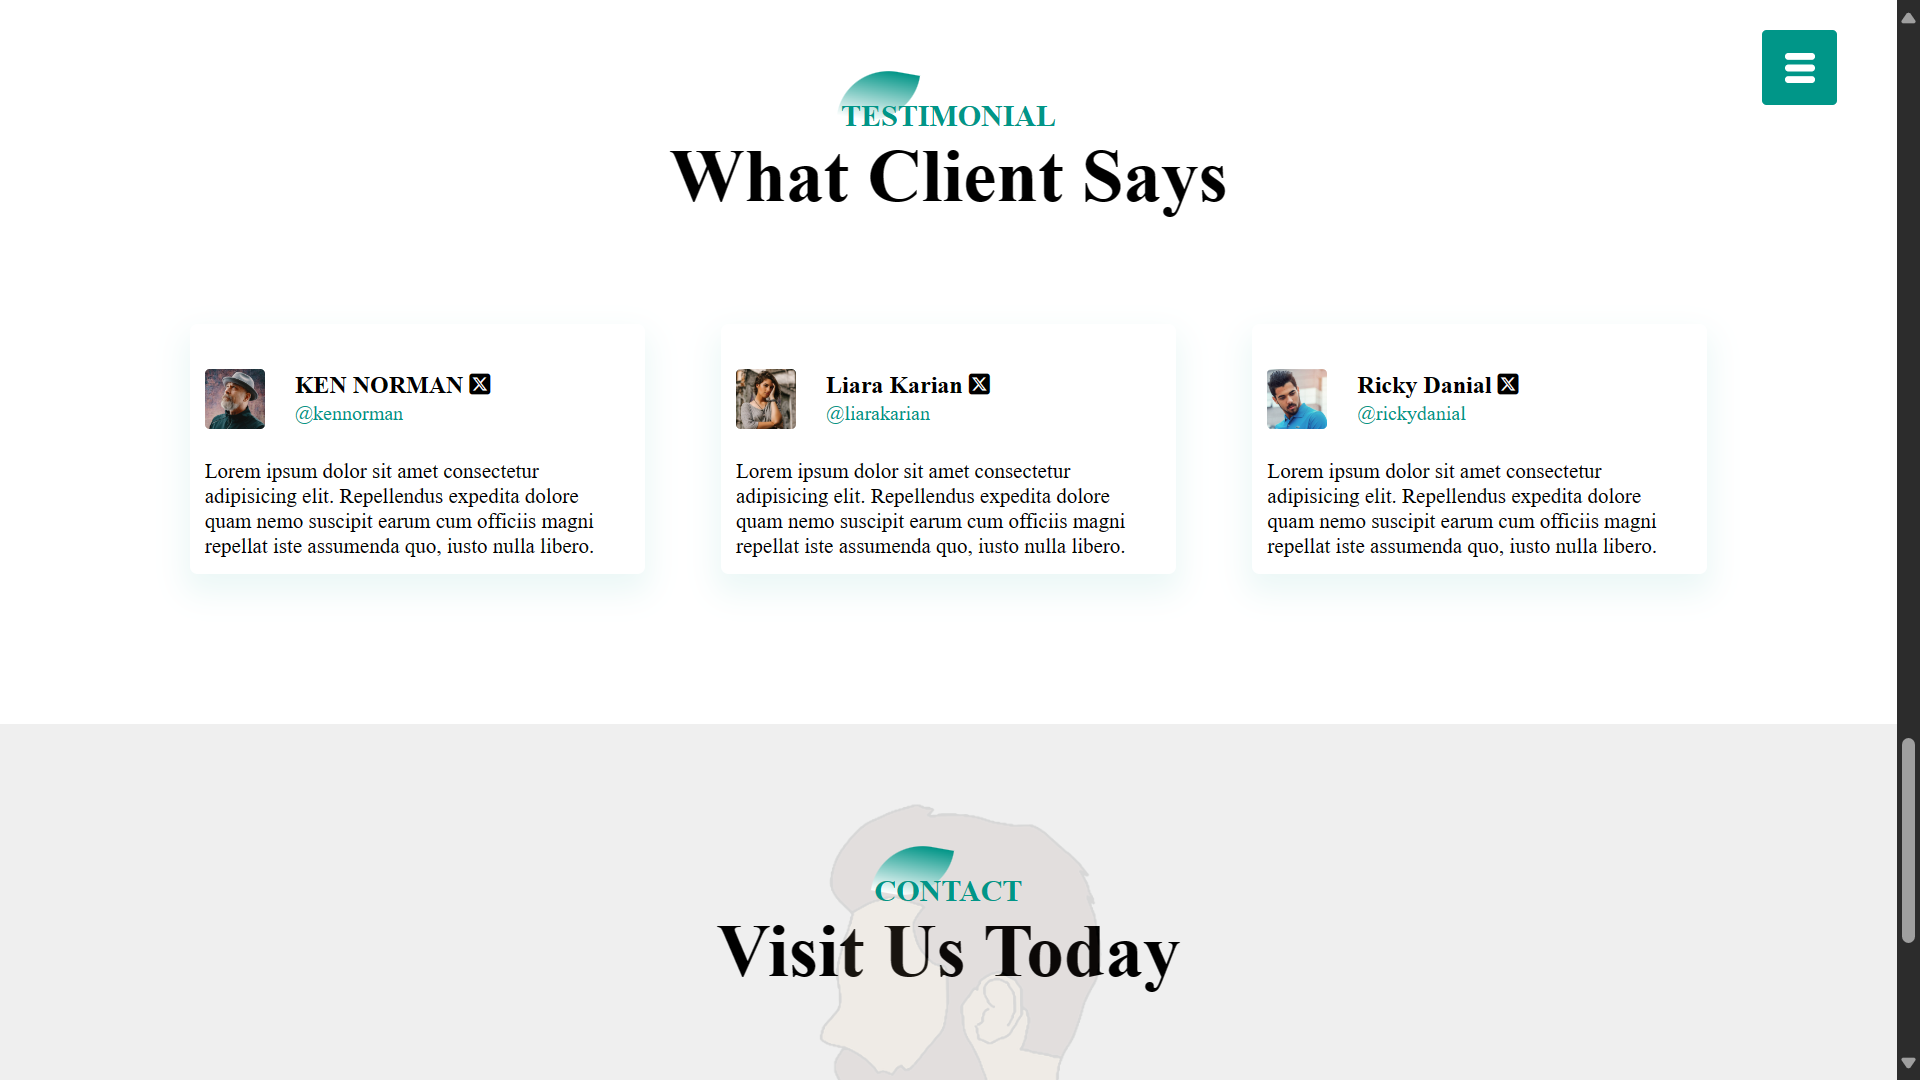 TESTIMONIAL
What Client Says
KEN NORMAN
@kennorman
Lorem ipsum dolor sit amet consectetur
adipisicing elit. Repellendus expedita dolore
quam nemo suscipit earum cum officiis magni
repellat iste assumenda quo, iusto nulla libero.
Liara Karian
@liarakarian
Lorem ipsum dolor sit amet consectetur
adipisicing elit. Repellendus expedita dolore
quam nemo suscipit earum cum officiis magni
repellat iste assumenda quo, iusto nulla libero.
Ricky Danial
@rickydanial
Lorem ipsum dolor sit amet consectetur
adipisicing elit. Repellendus expedita dolore
quam nemo suscipit earum cum officiis magni
repellat iste assumenda quo, iusto nulla libero.
CONTACT
Visit Us Today